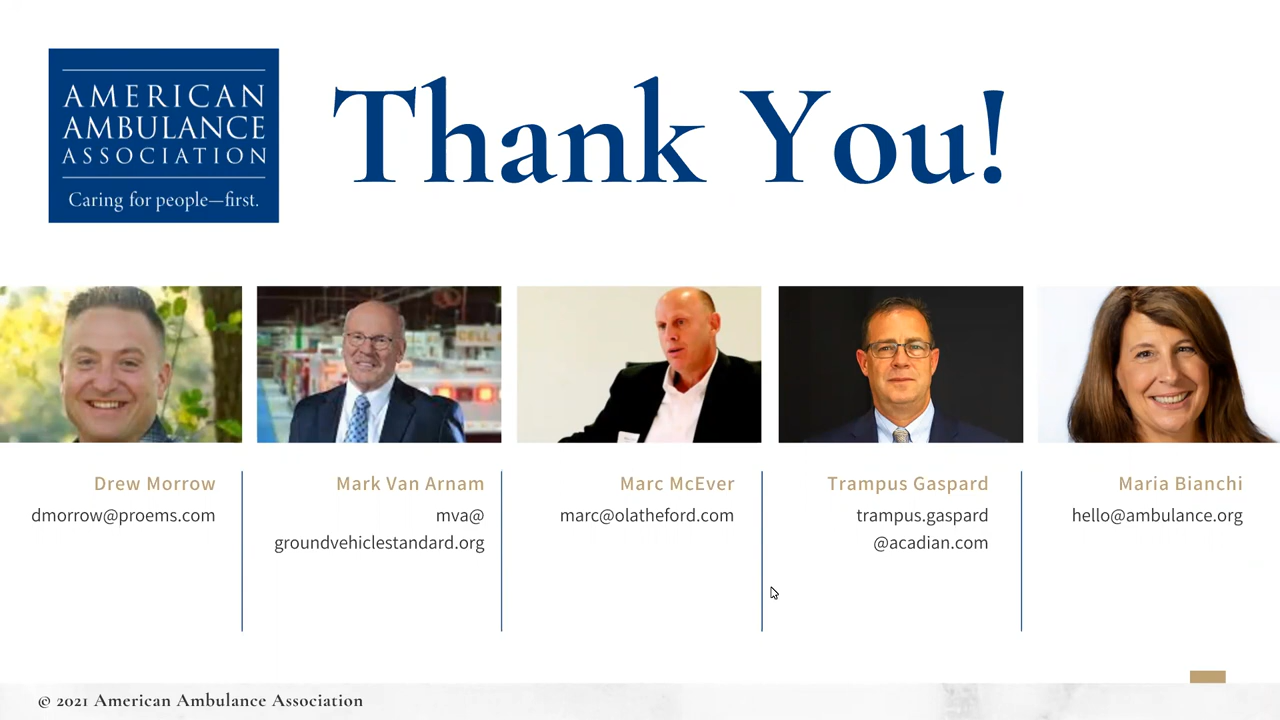 AMERICAN
AMBULANCE
ASSOCIATION
Caring for people—first.
Thank You!
Drew Morrow
dmorrow@proems.com
Mark Van Arnam
mva@
groundvehiclestandard.org
Marc McEver
marc@olatheford.com
Trampus Gaspard
trampus.gaspard
@acadian.com
Maria Bianchi
hello@ambulance.org
© 2021 American Ambulance Association